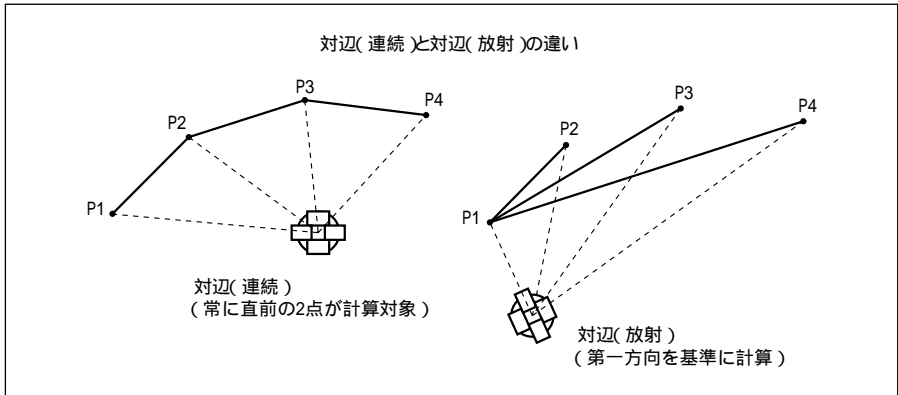 対辺(連続)と対辺(放射)の違い
P3
P2
P4
P1
対辺(連続)
(常に直前の2点が計算対象)
P3
P4
P2
P1
対辺(放射)
(第一方向を基準に計算)